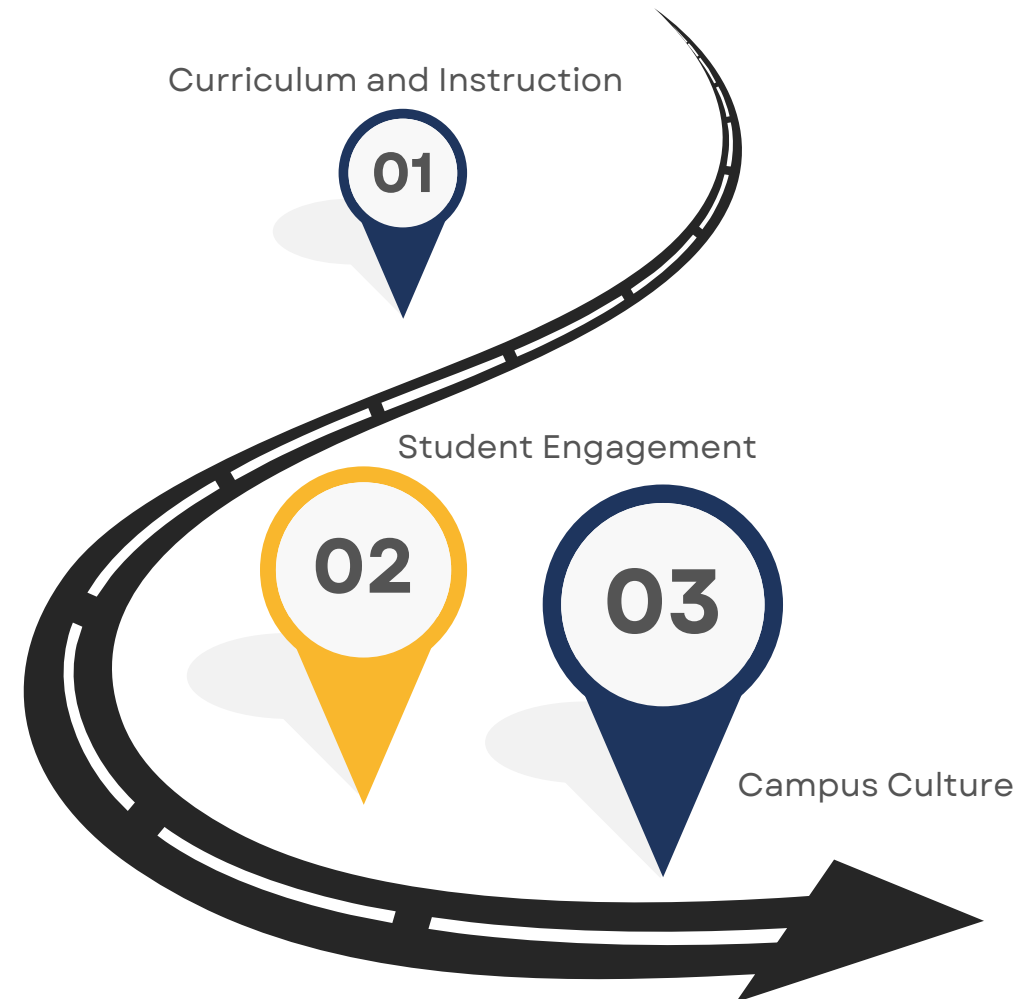 Curriculum and Instruction
01
Student Engagement
02
03
Campus Culture